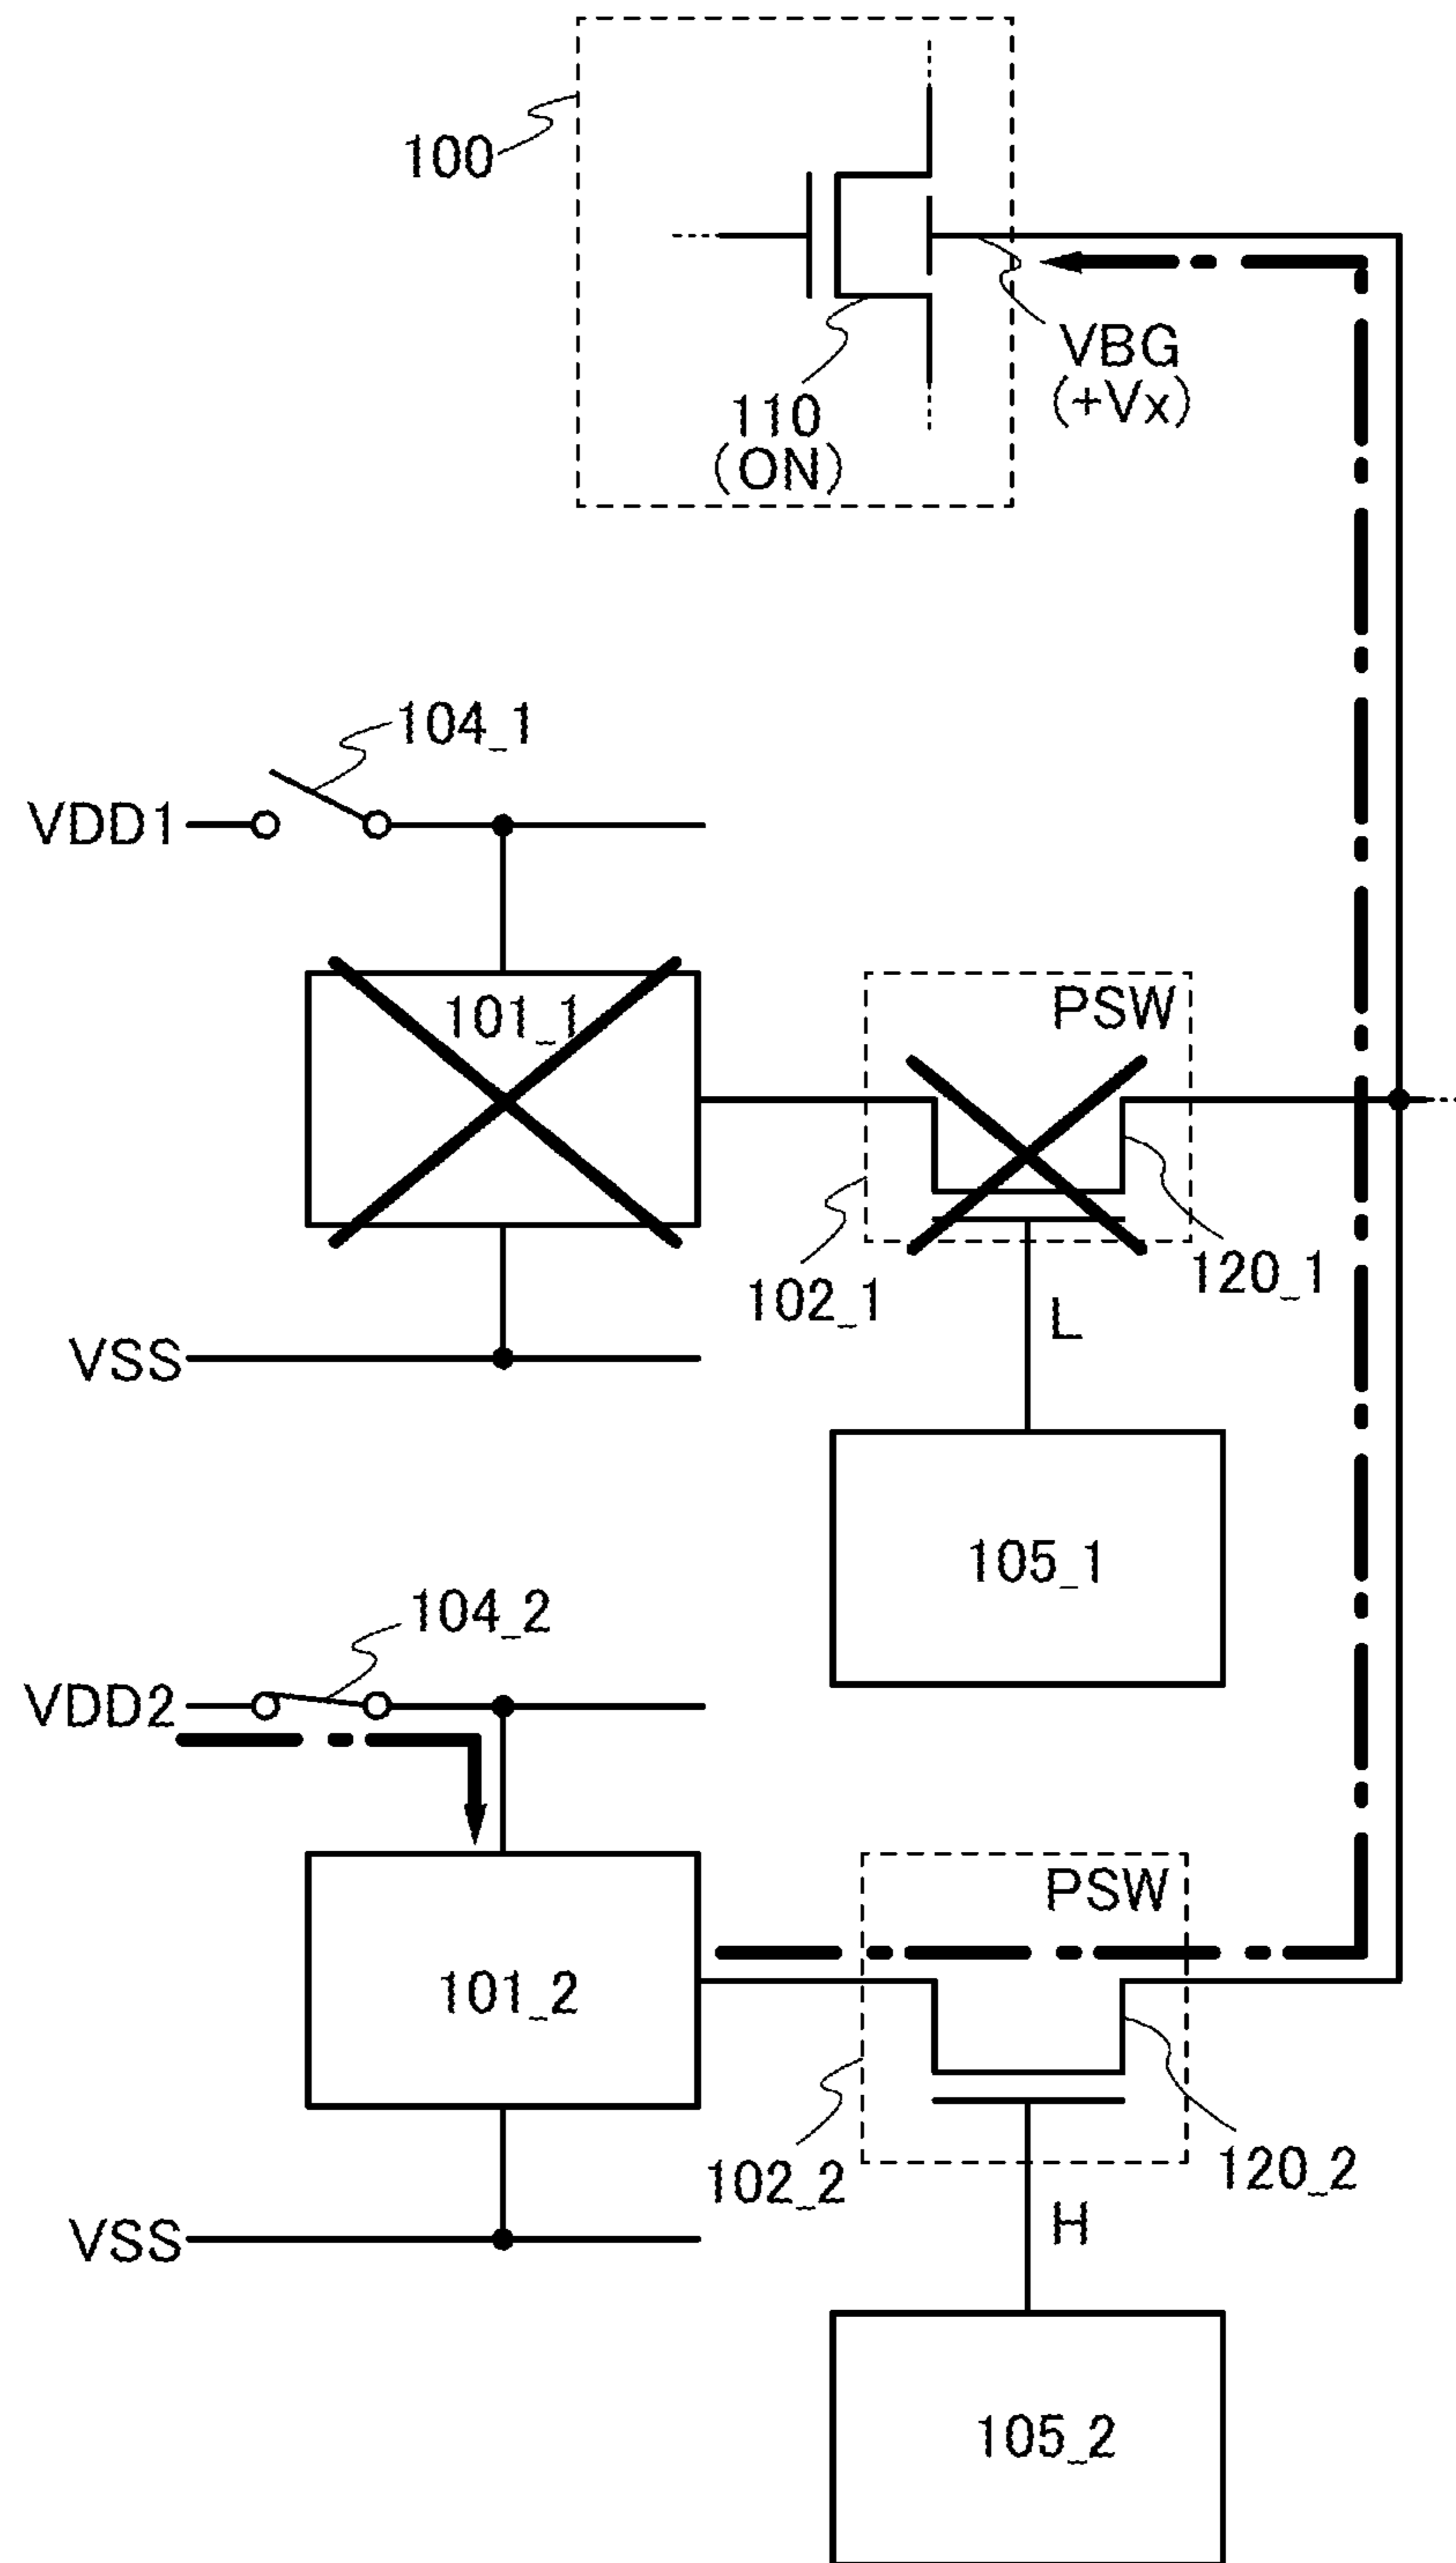 100
VBG
(+Vx)
110
(ON)
104_1
VDD1
101_1
PSW
102_1
120_1
L
VSS
105_1
104_2
VDD2
PSW
101_2
102_2
120_2
H
VSS
105_2